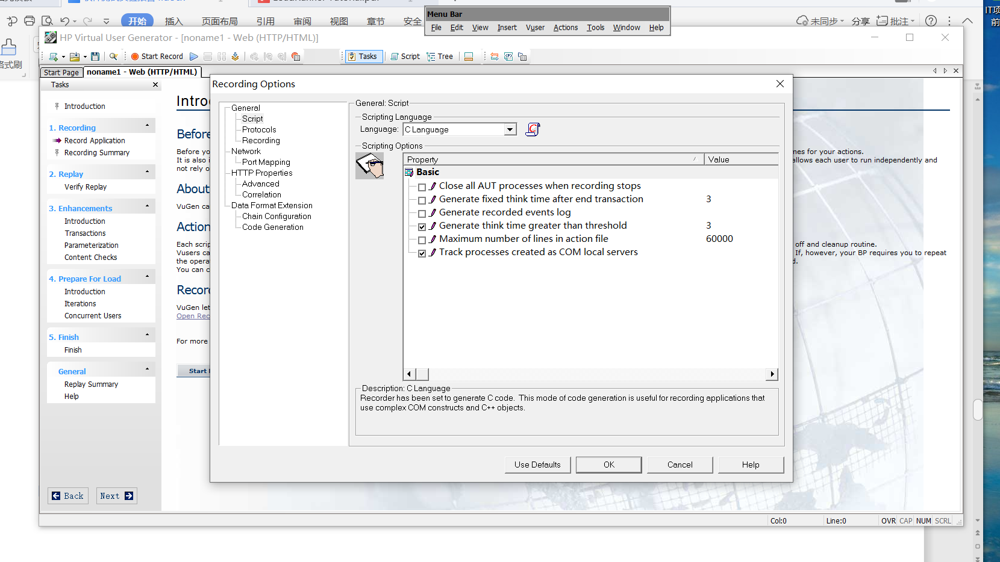 开始 插入 页面布局 引用 审阅 视图 章节 安全
未同步 分享 批注
格式刷
IT项
前
Menu Bar
File Edit View Insert Vuser Actions Tools Window Help
HP Virtual User Generator - [noname1 - Web (HTTP/HTML)]
Start Record Tasks Script Tree
Start Page noname1 - Web (HTTP/HTML)
Tasks
Introduction
1. Recording
Record Application
Recording Summary
2. Replay
Verify Replay
3. Enhancements
Introduction
Transactions
Parameterization
Content Checks
4. Prepare For Load
Introduction
Iterations
Concurrent Users
5. Finish
Finish
General
Replay Summary
Help
Back Next
Intro
Before
Before yo
It is also i
not rely o
About
VuGen ca
Action
Each scrip
Vusers ca
the opera
You can c
Recor
VuGen let
Open Rec
For more
Start
mes for your actions.
allows each user to run independently and
off and cleanup routine.
If, however, your BP requires you to repeat
d.
Recording Options
General
Script
Protocols
Recording
Network
Port Mapping
HTTP Properties
Advanced
Correlation
Data Format Extension
Chain Configuration
Code Generation
General: Script
Scripting Language
Language: C Language
Scripting Options
Property Value
Basic
Close all AUT processes when recording stops
Generate fixed think time after end transaction 3
Generate recorded events log
Generate think time greater than threshold 3
Maximum number of lines in action file 60000
Track processes created as COM local servers
Description: C Language
Recorder has been set to generate C code. This mode of code generation is useful for recording applications that
use complex COM constructs and C++ objects.
Use Defaults OK Cancel Help
Col:0 Line:0 OVR CAP NUM SCRL